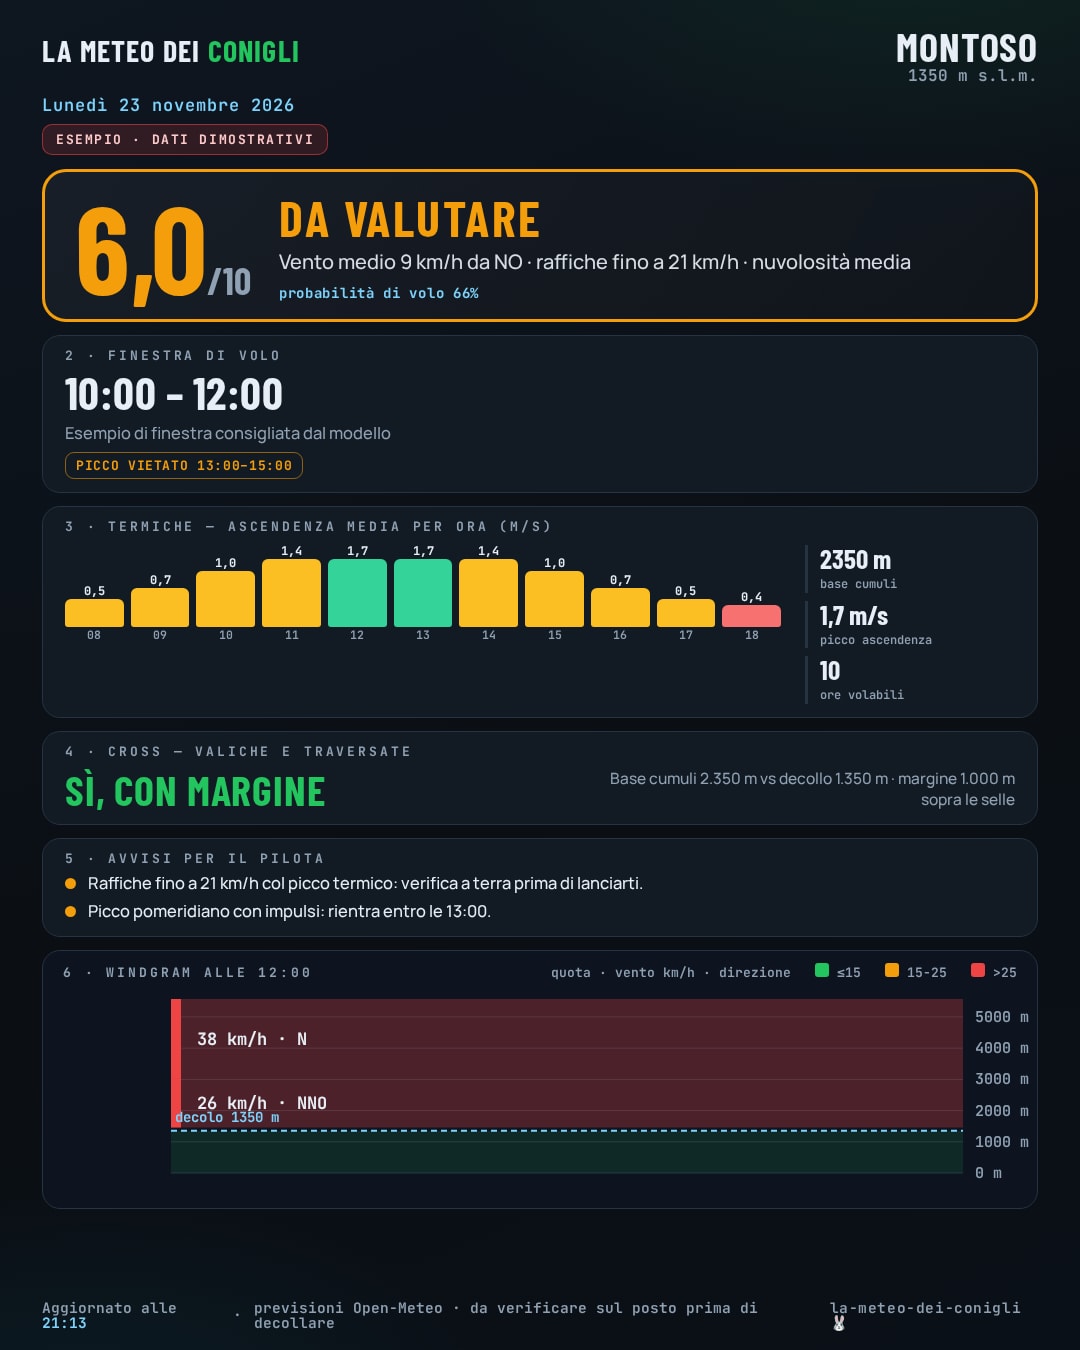 LA METEO DEI CONIGLI
MONTOSO
1350 m s.l.m.
Lunedì 23 novembre 2026
ESEMPIO · DATI DIMOSTRATIVI
6,0/10
DA VALUTARE
Vento medio 9 km/h da NO · raffiche fino a 21 km/h · nuvolosità media
probabilità di volo 66%
2 · FINESTRA DI VOLO
10:00 – 12:00
Esempio di finestra consigliata dal modello
PICCO VIETATO 13:00–15:00
3 · TERMICHE — ASCENDENZA MEDIA PER ORA (M/S)
0,5 0,7 1,0 1,4 1,7 1,7 1,4 1,0 0,7 0,5 0,4
08 09 10 11 12 13 14 15 16 17 18
2350 m
base cumuli
1,7 m/s
picco ascendenza
10
ore volabili
4 · CROSS — VALICHE E TRAVERSATE
SÌ, CON MARGINE
Base cumuli 2.350 m vs decollo 1.350 m · margine 1.000 m
sopra le selle
5 · AVVISI PER IL PILOTA
Raffiche fino a 21 km/h col picco termico: verifica a terra prima di lanciarti.
Picco pomeridiano con impulsi: rientra entro le 13:00.
6 · WINDGRAM ALLE 12:00
quota · vento km/h · direzione ≤15 15-25 >25
5000 m
38 km/h · N
4000 m
3000 m
26 km/h · NNO
2000 m
decolo 1350 m
1000 m
0 m
Aggiornato alle
21:13
·
previsioni Open-Meteo · da verificare sul posto prima di
decollare
la-meteo-dei-conigli
🐰